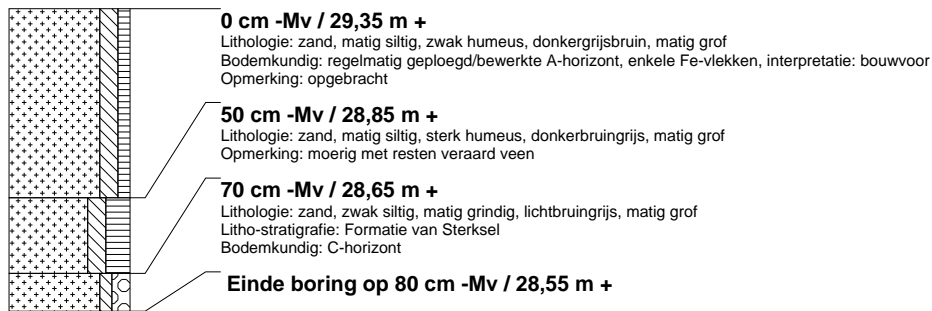 0 cm -Mv / 29,35 m +
Lithologie: zand, matig siltig, zwak humeus, donkergrijsbruin, matig grof
Bodemkundig: regelmatig geploegd/bewerkte A-horizont, enkele Fe-vlekken, interpretatie: bouwvoor
Opmerking: opgebracht
50 cm -Mv / 28,85 m +
Lithologie: zand, matig siltig, sterk humeus, donkerbruingrijs, matig grof
Opmerking: moerig met resten veraard veen
70 cm -Mv / 28,65 m +
Lithologie: zand, zwak siltig, matig grindig, lichtbruingrijs, matig grof
Litho-stratigrafie: Formatie van Sterksel
Bodemkundig: C-horizont
Einde boring op 80 cm -Mv / 28,55 m +